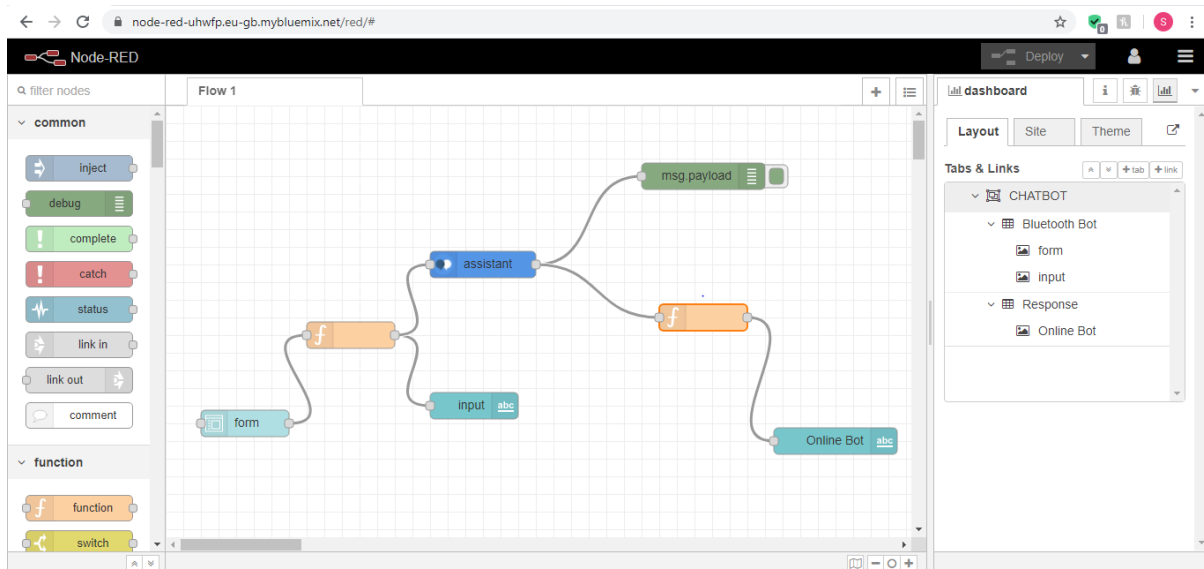 node-red-uhwfp.eu-gb.mybluemix.net/red/#
S
0
Node-RED
Deploy
filter nodes
common
inject
debug
complete
catch
status
link in
link out
comment
function
function
switch
Flow 1
msg.payload
assistant
f
f
input abc
form
Online Bot abc
dashboard
i
Layout
Site
Theme
Tabs & Links
+tab
+link
CHATBOT
Bluetooth Bot
form
input
Response
Online Bot